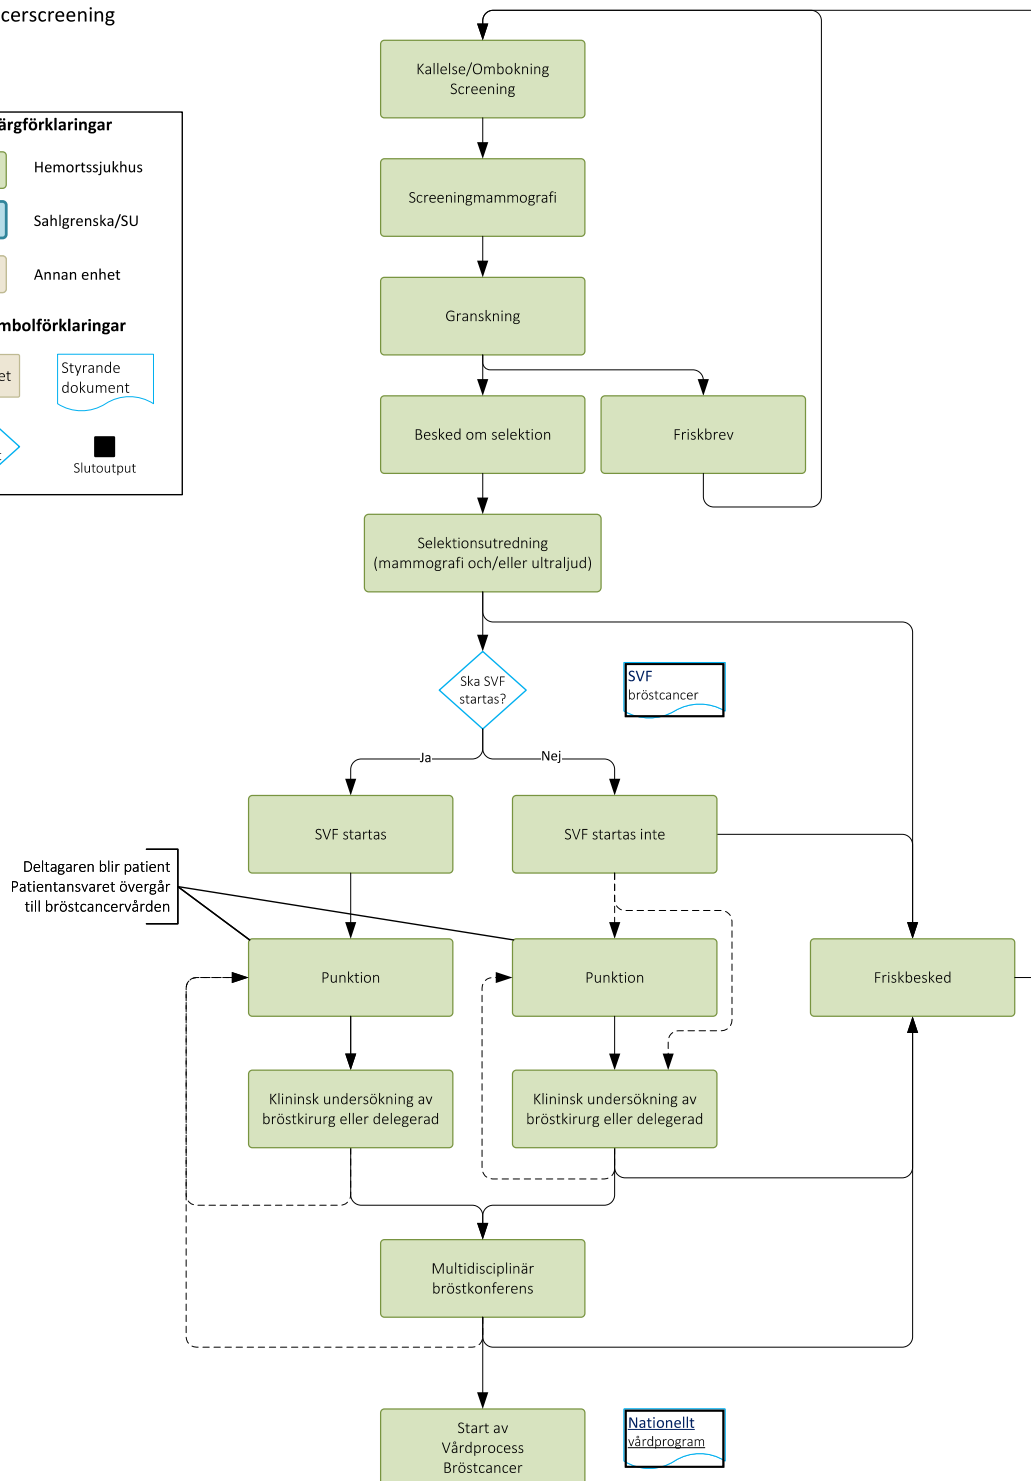 cerscreening
Kallelse/Ombokning
Screening
ärgförklaringar
Hemortssjukhus
Sahlgrenska/SU
Annan enhet
mbolförklaringar
et
Styrande
dokument
Slutoutput
Screeningmammografi
Granskning
Besked om selektion
Friskbrev
Selektionsutredning
(mammografi och/eller ultraljud)
Ska SVF
startas?
SVF
bröstcancer
Ja
Nej
SVF startas
SVF startas inte
Deltagaren blir patient
Patientansvaret övergår
till bröstcancervården
Punktion
Punktion
Friskbesked
Klininsk undersökning av
bröstkirurg eller delegerad
Klininsk undersökning av
bröstkirurg eller delegerad
Multidisciplinär
bröstkonferens
Start av
Vårdprocess
Bröstcancer
Nationellt
vårdprogram